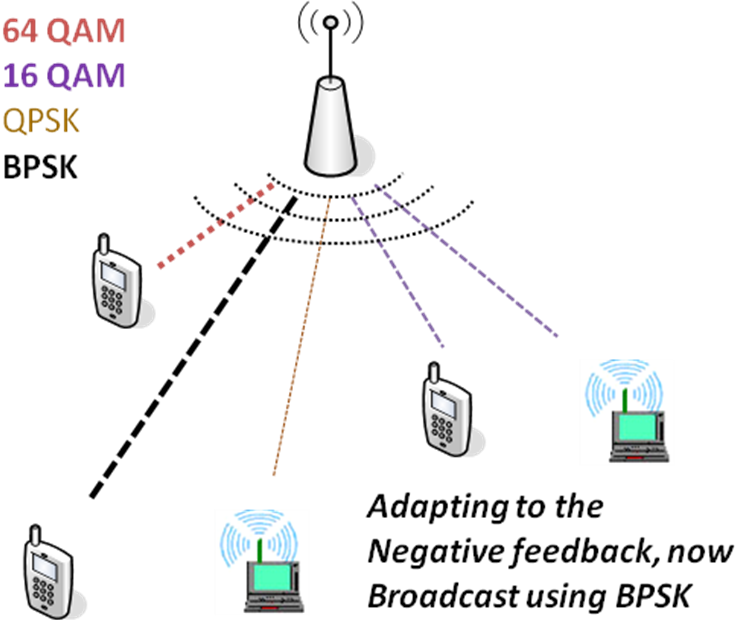 64 QAM
16 QAM
QPSK
BPSK
Adapting to the
Negative feedback, now
Broadcast using BPSK